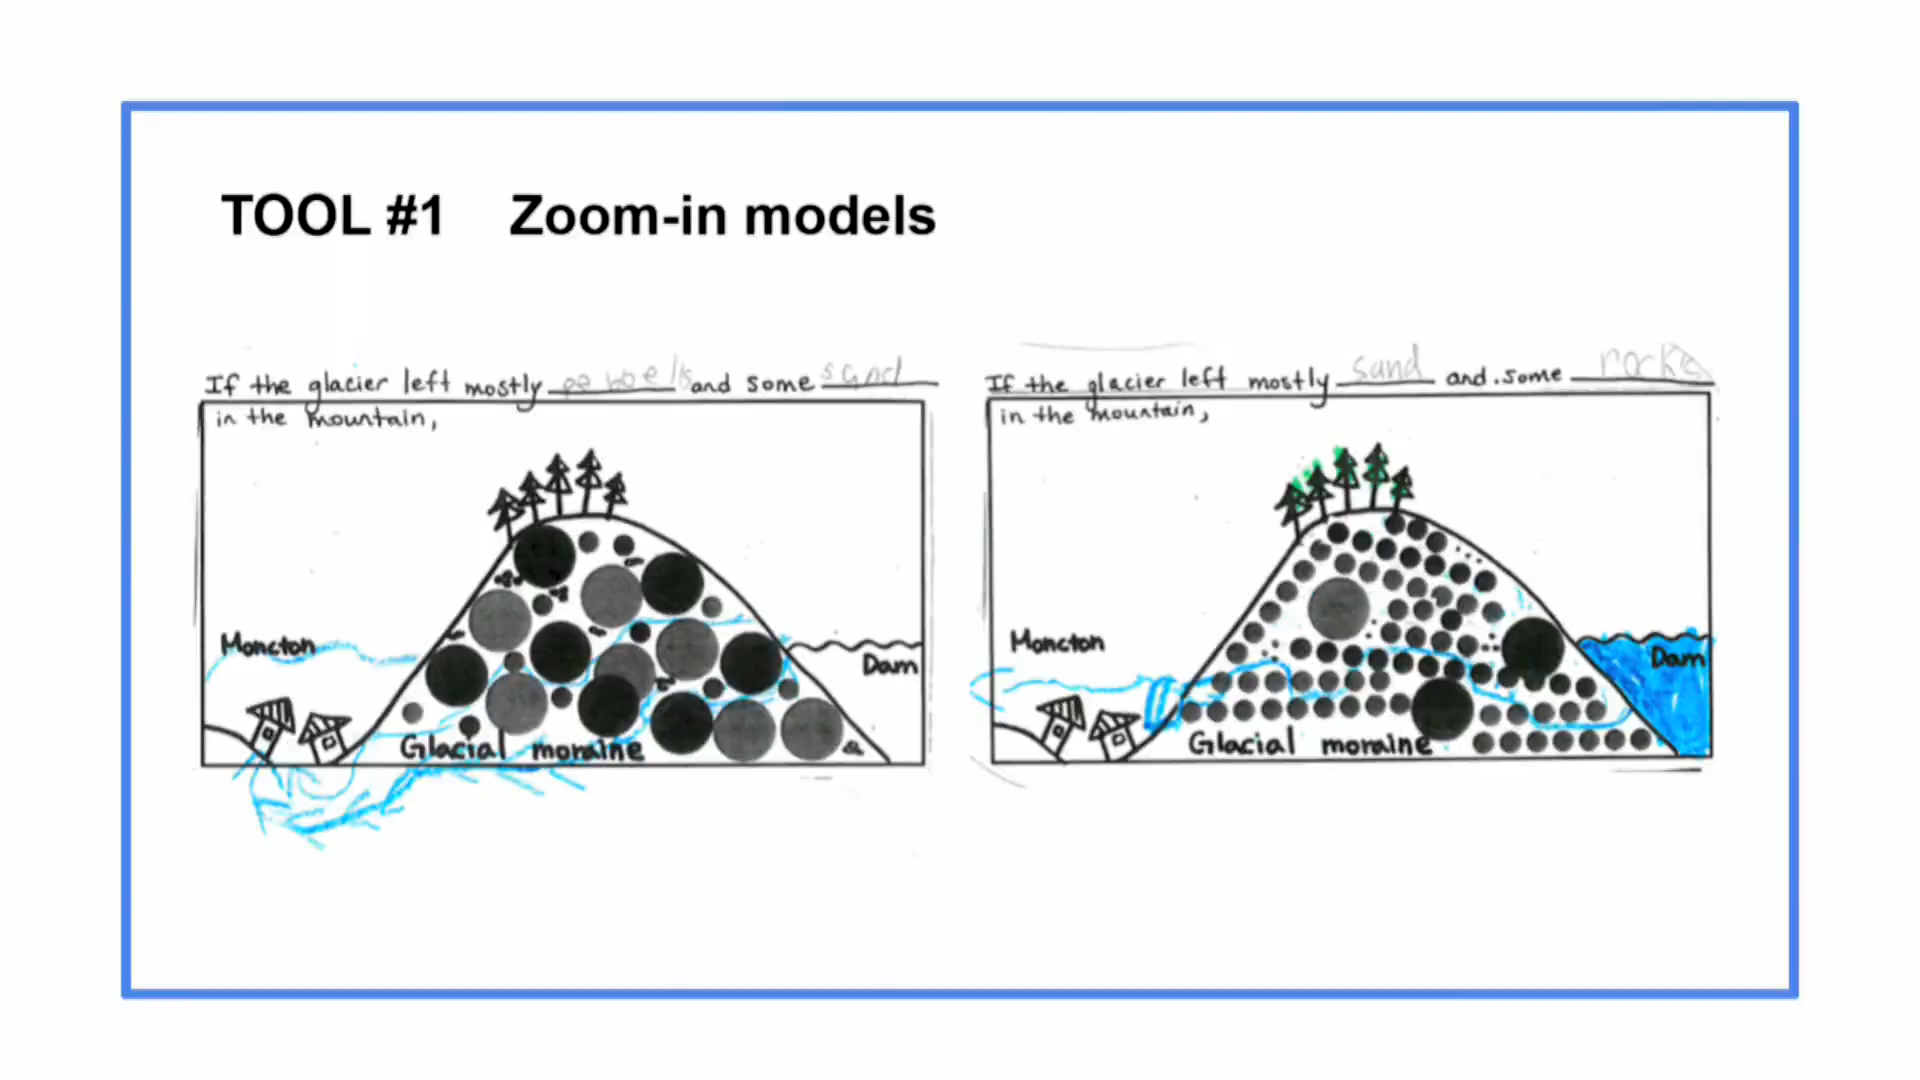 TOOL #1 Zoom-in models
If the glacier left mostly pebbels and some sand
in the mountain,
Moncton
Dam
Glacial moraine
If the glacier left mostly sand and some rocks
in the mountain,
Moncton
Dam
Glacial moraine